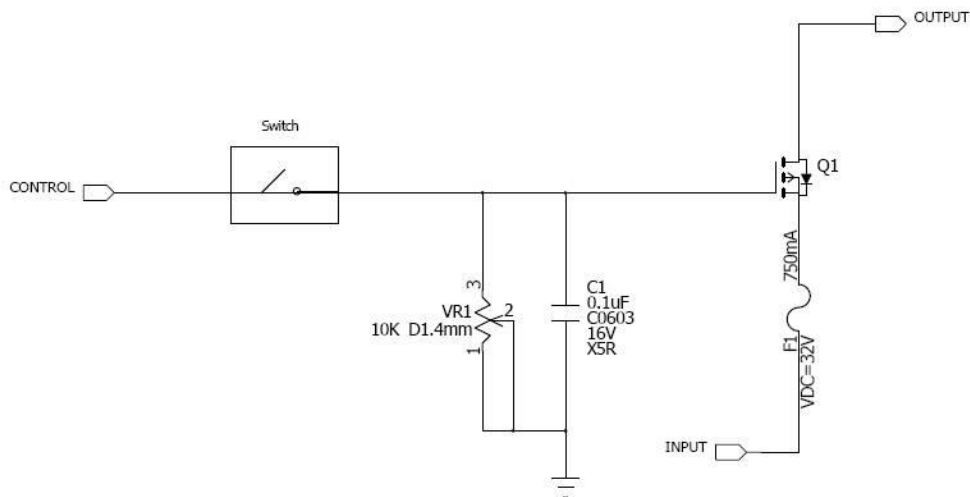 OUTPUT
Switch
CONTROL
Q1
750mA
3
VR1
2
10K D1.4mm
1
C1
0.1uF
C0603
16V
X5R
F1
VDC=32V
INPUT